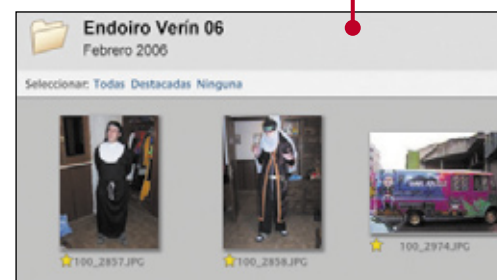 Endoiro Verín 06
Febrero 2006
Seleccionar: Todas Destacadas Ninguna
100_2857.JPG
100_2858.JPG
100_2974.JPG